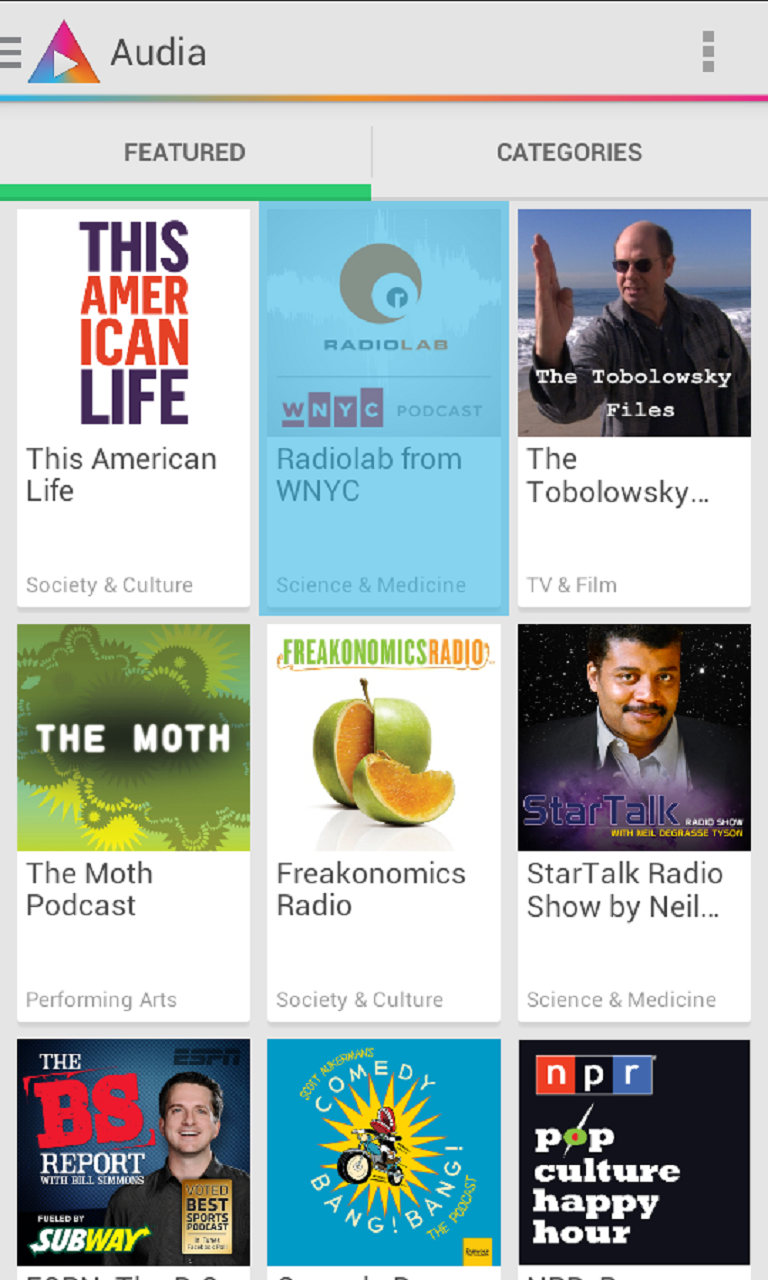 Audia
FEATURED
CATEGORIES
THIS
AMER
ICAN
LIFE
This American
Life
Society & Culture
RADIOLAB
WNYC PODCAST
Radiolab from
WNYC
Science & Medicine
The Tobolowsky
Files
The
Tobolowsky...
TV & Film
THE MOTH
The Moth
Podcast
Performing Arts
FREAKONOMICS RADIO
Freakonomics
Radio
Society & Culture
StarTalk RADIO SHOW
WITH NEIL DEGRASSE TYSON
StarTalk Radio
Show by Neil...
Science & Medicine
ESPN
THE
BS
REPORT
WITH BILL SIMMONS
FUELED BY
SUBWAY
VOTED
BEST
SPORTS
PODCAST
SCOTT AUKERMAN'S
COMEDY
BANG! BANG!
THE PODCAST
npr
pop
culture
happy
hour